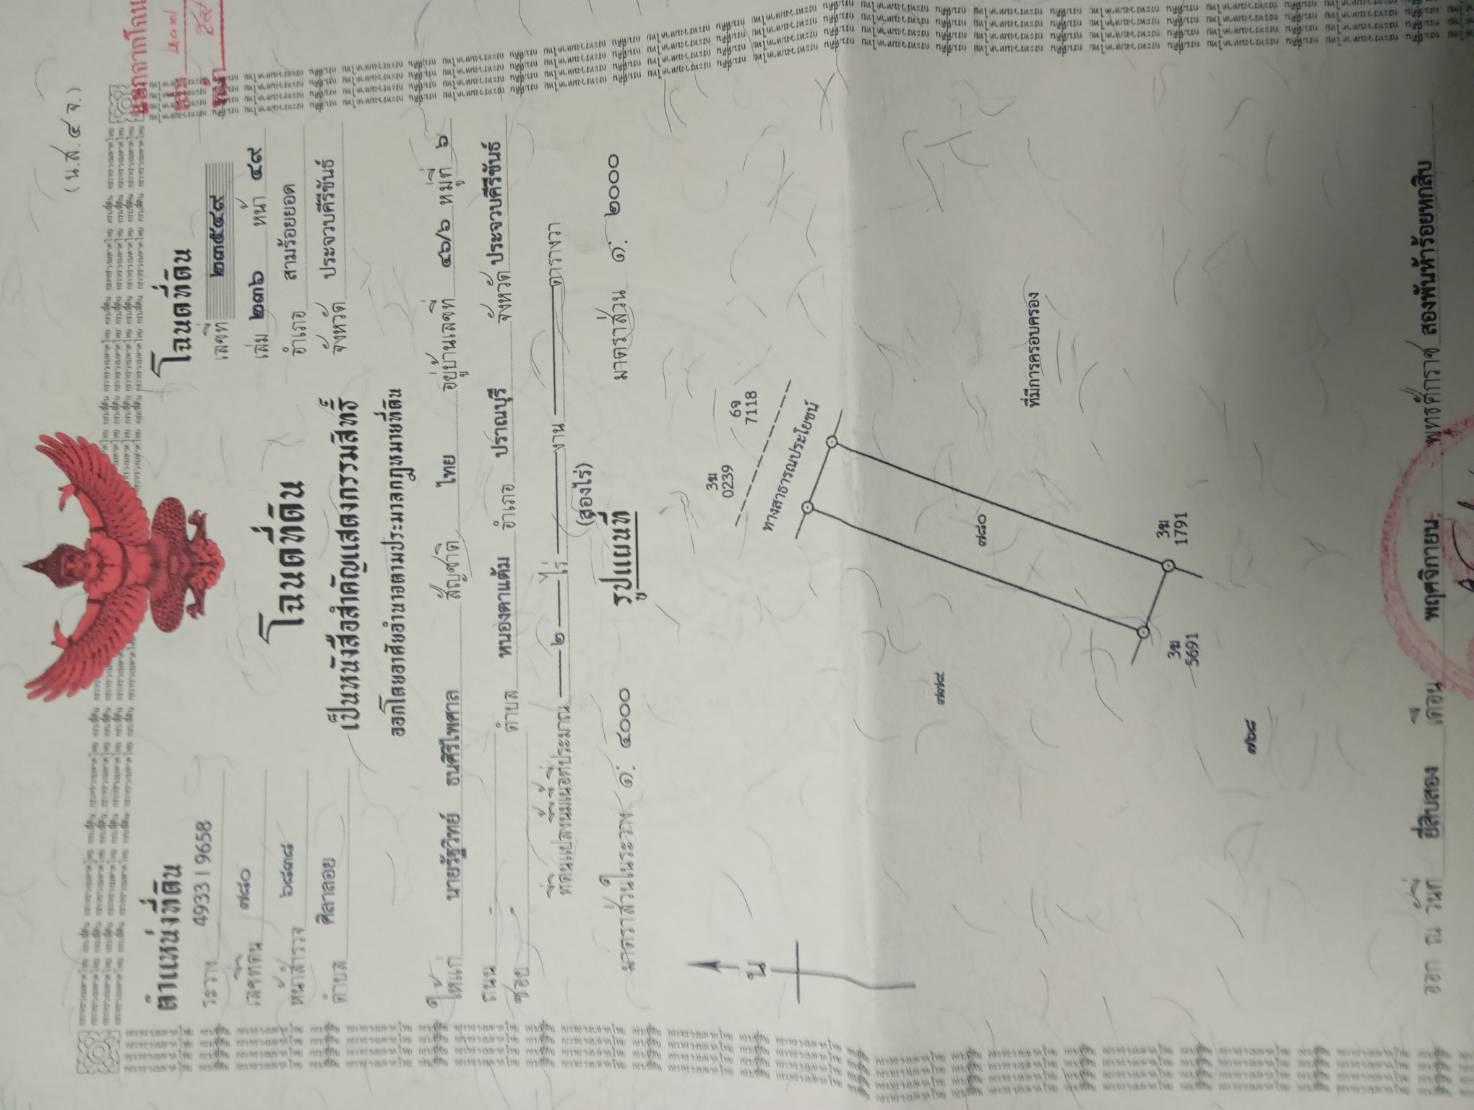 (น.ส. ๔ จ.)
ตำแหน่งที่ดิน
ระวาง 4933 I 9658
เลขที่ดิน ๗๘๐
หน้าสำรวจ ๖๘๓๘
ตำบล ศิลาลอย
โฉนดที่ดิน
เลขที่ ๒๓๕๔๙
เล่ม ๒๓๖ หน้า ๔๙
อำเภอ สามร้อยยอด
จังหวัด ประจวบคีรีขันธ์
โฉนดที่ดิน
เป็นหนังสือสำคัญแสดงกรรมสิทธิ์
ออกโดยอาศัยอำนาจตามประมวลกฎหมายที่ดิน
ให้แก่ นายรัฐวิทย์ ธนศิริไพศาล สัญชาติ ไทย อยู่บ้านเลขที่ ๔๖/๖ หมู่ที่ ๖
ถนน -
ซอย - ตำบล หนองตาแต้ม อำเภอ ปราณบุรี จังหวัด ประจวบคีรีขันธ์
ที่ดินแปลงนี้มีเนื้อที่ประมาณ ๒ ไร่ งาน ตารางวา
(สองไร่)
มาตราส่วนในระวาง ๑: ๔๐๐๐ รูปแผนที่ มาตราส่วน ๑: ๒๐๐๐
น
3ฆ
0239
6จ
7118
ทางสาธารณประโยชน์
๗๘๐
๗๗๔
ที่มีการครอบครอง
3ฆ
5691
3ฆ
1791
๗๖๘
ออก ณ วันที่ ยี่สิบสอง เดือน พฤศจิกายน พุทธศักราช สองพันห้าร้อยหกสิบ